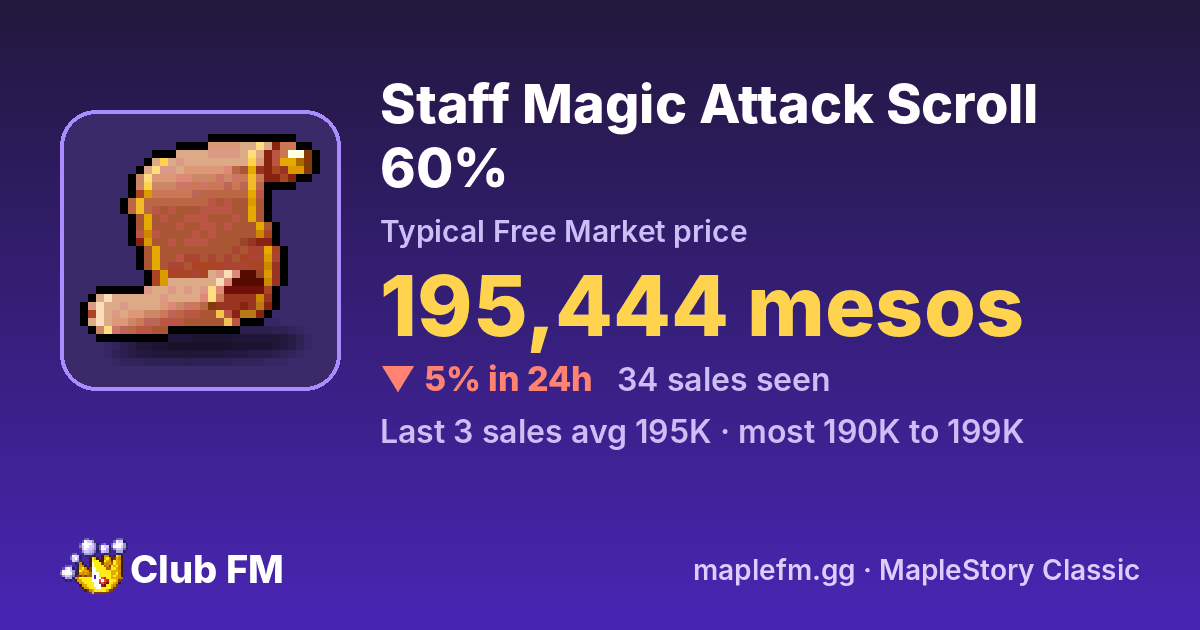 Staff Magic Attack Scroll
60%
Typical Free Market price
195,444 mesos
▼ 5% in 24h 34 sales seen
Last 3 sales avg 195K · most 190K to 199K
Club FM
maplefm.gg · MapleStory Classic